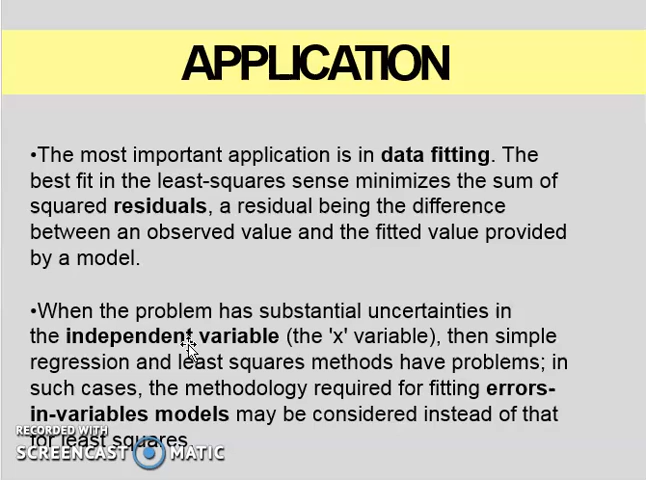 APPLICATION
•The most important application is in data fitting. The
best fit in the least-squares sense minimizes the sum of
squared residuals, a residual being the difference
between an observed value and the fitted value provided
by a model.
•When the problem has substantial uncertainties in
the independent variable (the 'x' variable), then simple
regression and least squares methods have problems; in
such cases, the methodology required for fitting errors-
in-variables models may be considered instead of that
for least squares.
RECORDED WITH
SCREENCAST MATIC